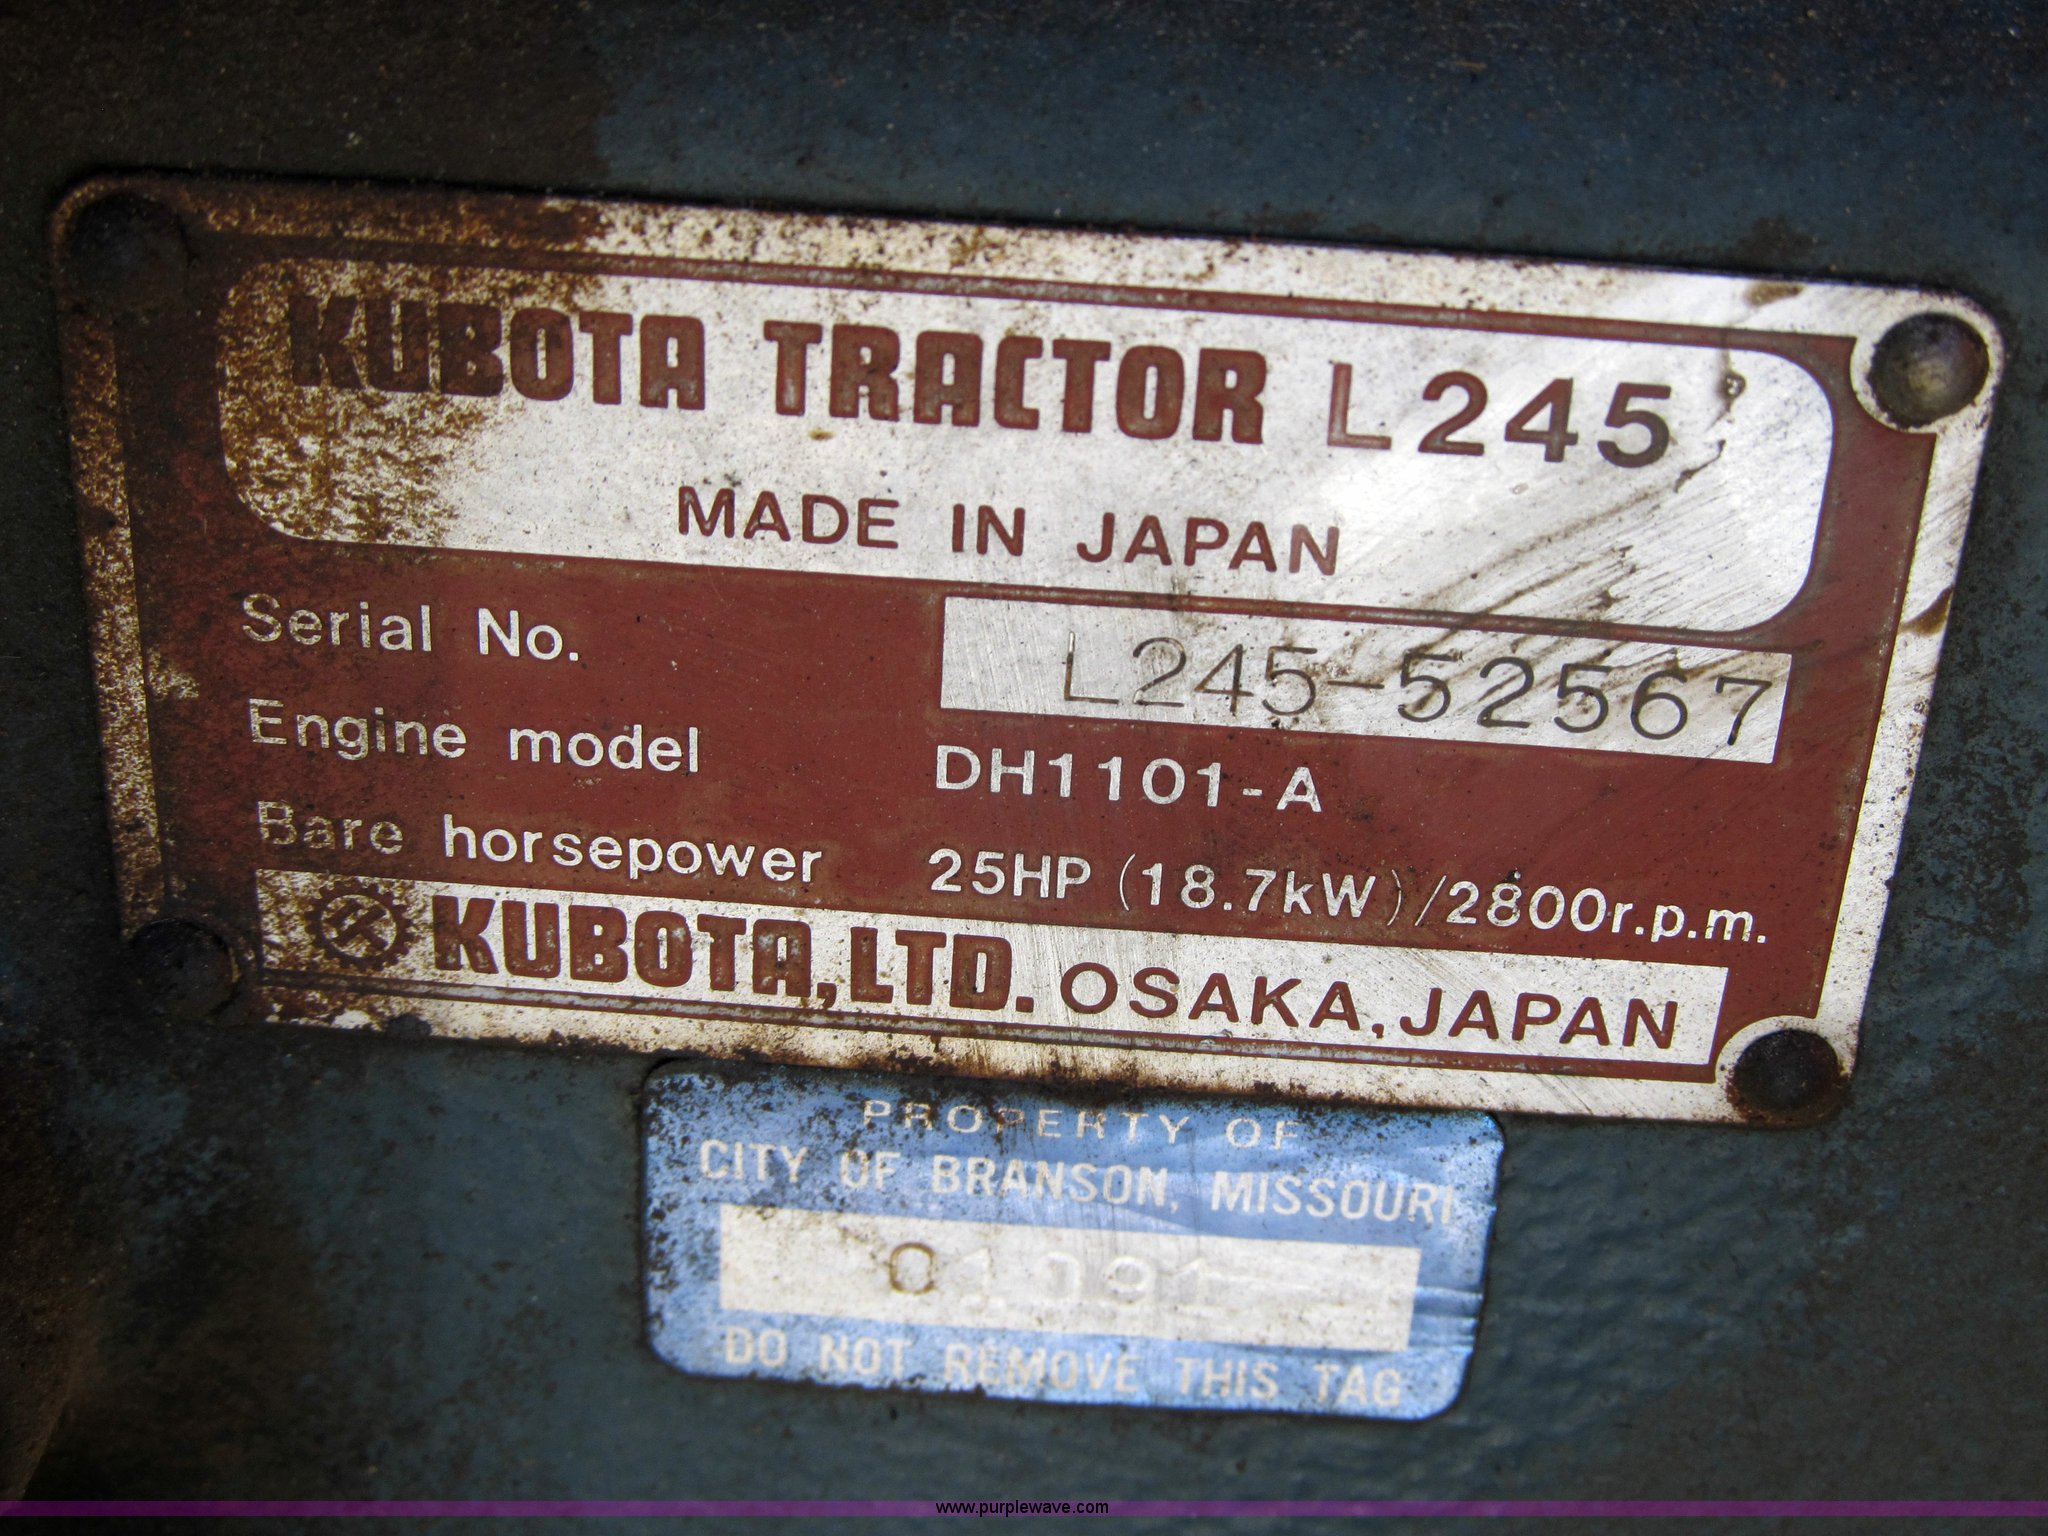 KUBOTA TRACTOR L245
MADE IN JAPAN
Serial No. L245-52567
Engine model DH1101-A
Bare horsepower 25HP (18.7kW)/2800r.p.m.
KUBOTA, LTD. OSAKA, JAPAN
PROPERTY OF
CITY OF BRANSON, MISSOURI
01091
DO NOT REMOVE THIS TAG
www.purplewave.com